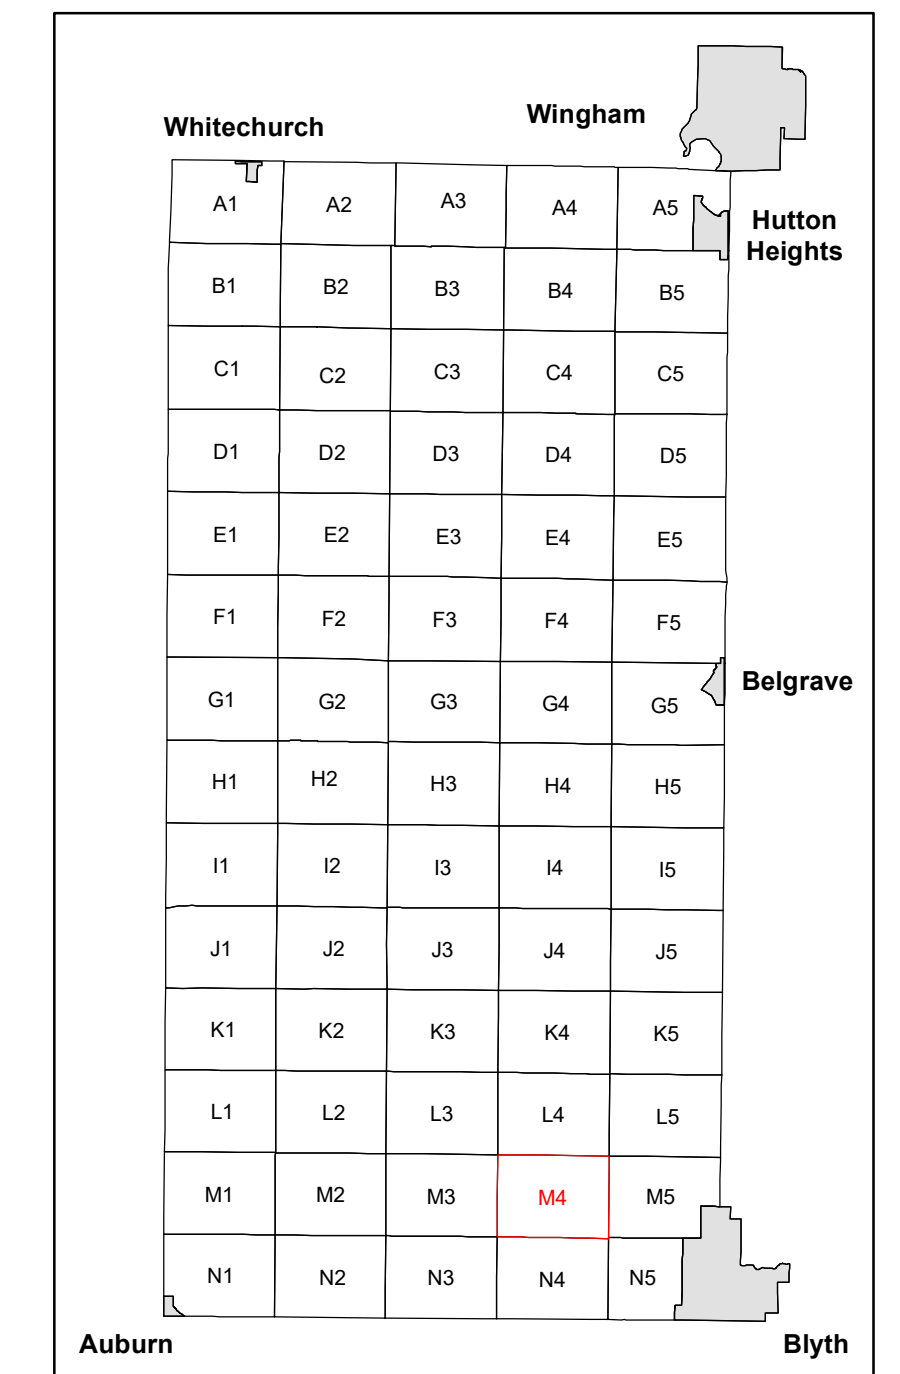 Wingham
Whitechurch
A1 A2 A3 A4 A5
Hutton
Heights
B1 B2 B3 B4 B5
C1 C2 C3 C4 C5
D1 D2 D3 D4 D5
E1 E2 E3 E4 E5
F1 F2 F3 F4 F5
Belgrave
G1 G2 G3 G4 G5
H1 H2 H3 H4 H5
I1 I2 I3 I4 I5
J1 J2 J3 J4 J5
K1 K2 K3 K4 K5
L1 L2 L3 L4 L5
M1 M2 M3 M4 M5
N1 N2 N3 N4 N5
Auburn Blyth